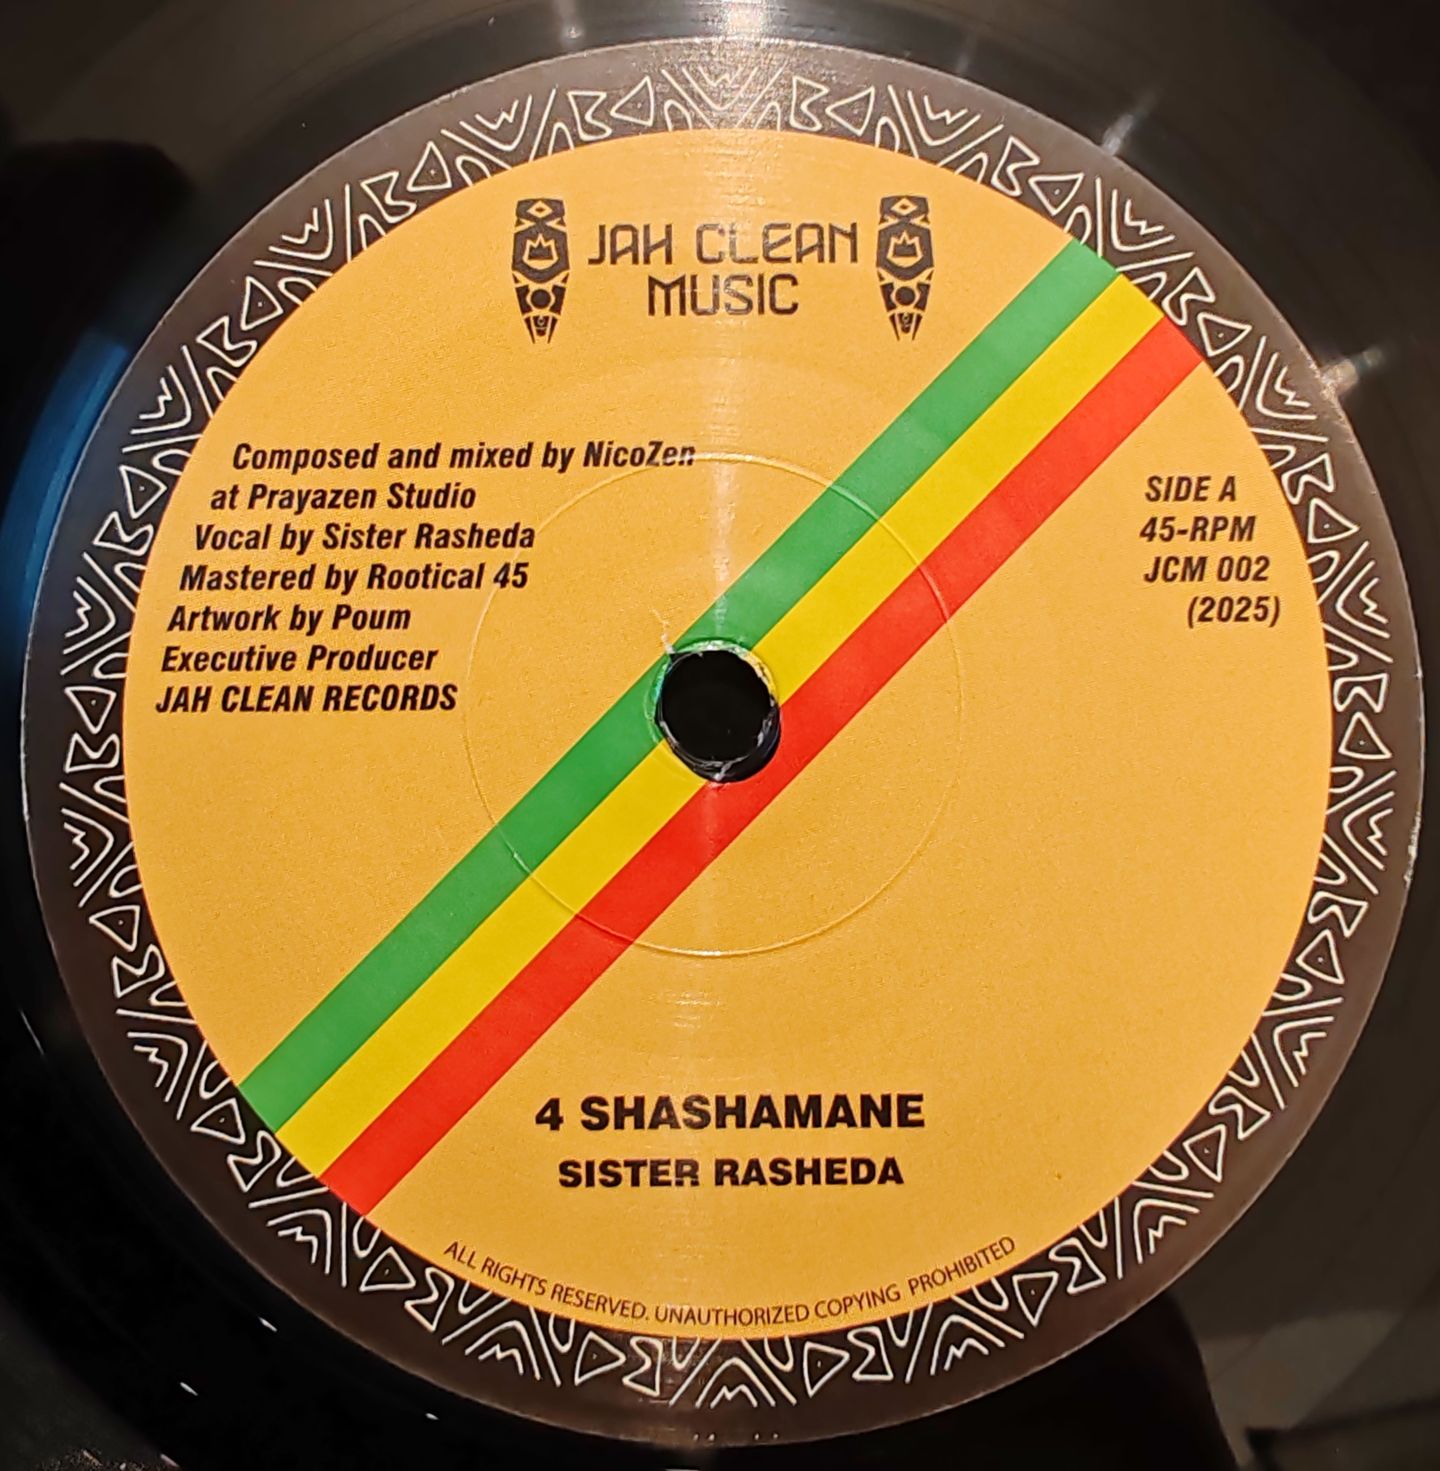 JAH CLEAN
MUSIC
Composed and mixed by NicoZen
at Prayazen Studio
Vocal by Sister Rasheda
Mastered by Rootical 45
Artwork by Poum
Executive Producer
JAH CLEAN RECORDS
SIDE A
45-RPM
JCM 002
(2025)
4 SHASHAMANE
SISTER RASHEDA
ALL RIGHTS RESERVED. UNAUTHORIZED COPYING PROHIBITED